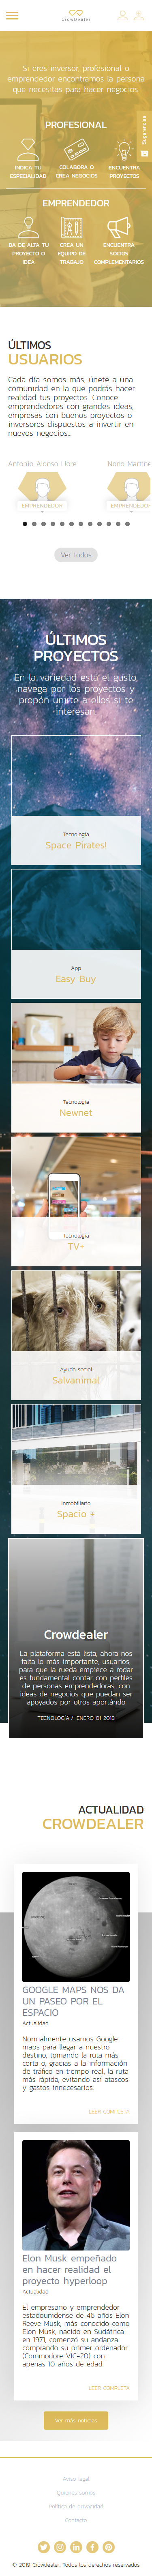 CrowDealer
Si eres inversor, profesional o
emprendedor encontramos la persona
que necesitas para hacer negocios
Sugerencias
PROFESIONAL
INDICA TU
ESPECIALIDAD
COLABORA O
CREA NEGOCIOS
ENCUENTRA
PROYECTOS
EMPRENDEDOR
DA DE ALTA TU
PROYECTO O
IDEA
CREA UN
EQUIPO DE
TRABAJO
ENCUENTRA
SOCIOS
COMPLEMENTARIOS
ÚLTIMOS
USUARIOS
Cada día somos más, únete a una
comunidad en la que podrás hacer
realidad tus proyectos. Conoce
emprendedores con grandes ideas,
empresas con buenos proyectos o
inversores dispuestos a invertir en
nuevos negocios...
Antonio Alonso Llore
EMPRENDEDOR
Nono Martine
EMPRENDEDOR
Ver todos
ÚLTIMOS
PROYECTOS
En la variedad está el gusto,
navega por los proyectos y
propón unirte a ellos si te
interesan
Tecnología
Space Pirates!
App
Easy Buy
Tecnología
Newnet
Tecnología
TV+
Ayuda social
Salvanimal
Inmobiliario
Spacio +
Crowdealer
La plataforma está lista, ahora nos
falta lo más importante, usuarios,
para que la rueda empiece a rodar
es fundamental contar con perfiles
de personas emprendedoras, con
ideas de negocios que puedan ser
apoyados por otros aportándo
TECNOLOGÍA / ENERO 01 2018
ACTUALIDAD
CROWDEALER
GOOGLE MAPS NOS DA
UN PASEO POR EL
ESPACIO
Actualidad
Normalmente usamos Google
maps para llegar a nuestro
destino, tomando la ruta más
corta o, gracias a la información
de tráfico en tiempo real, la ruta
más rápida, evitando así atascos
y gastos innecesarios.
LEER COMPLETA
Elon Musk empeñado
en hacer realidad el
proyecto hyperloop
Actualidad
El empresario y emprendedor
estadounidense de 46 años Elon
Reeve Musk, más conocido como
Elon Musk, nacido en Sudáfrica
en 1971, comenzó su andanza
comprando su primer ordenador
(Commodore VIC-20) con
apenas 10 años de edad.
LEER COMPLETA
Ver más noticias
Aviso legal
Quienes somos
Política de privacidad
Contacto
© 2019 Crowdealer. Todos los derechos reservados.